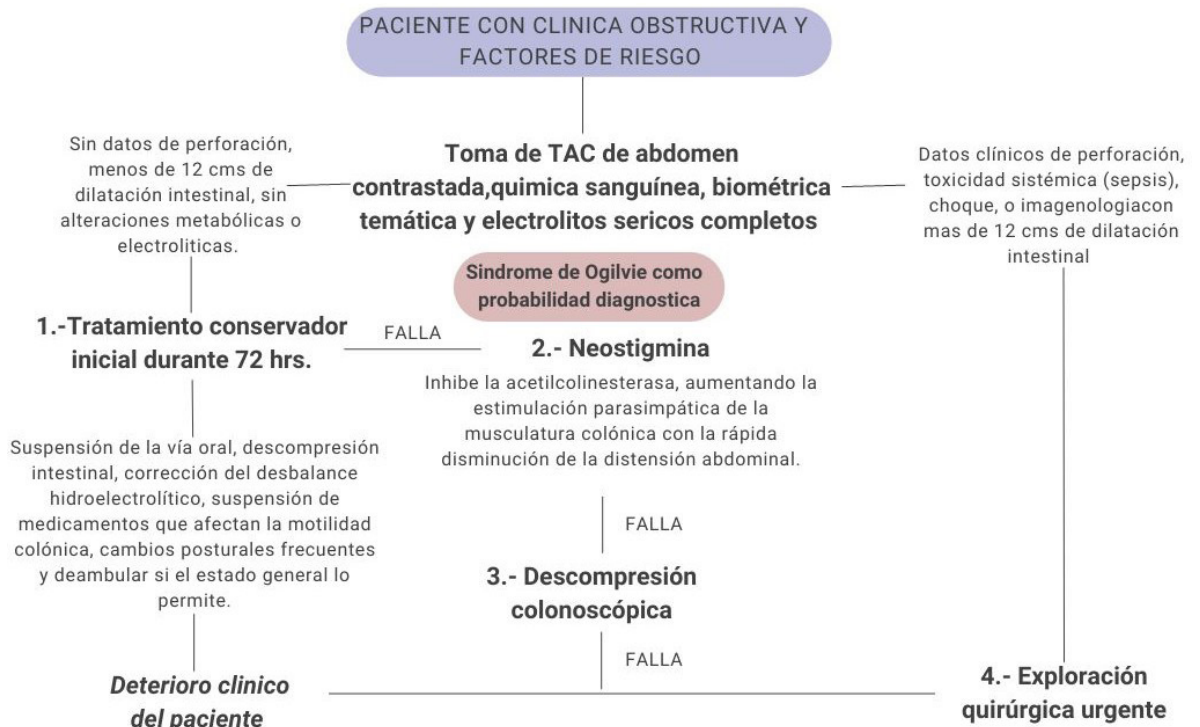 PACIENTE CON CLINICA OBSTRUCTIVA Y
FACTORES DE RIESGO
Sin datos de perforación,
menos de 12 cms de
dilatación intestinal, sin
alteraciones metabólicas o
electroliticas.
Toma de TAC de abdomen
contrastada,quimica sanguínea, biométrica
temática y electrolitos sericos completos
Datos clínicos de perforación,
toxicidad sistémica (sepsis),
choque, o imagenologiacon
mas de 12 cms de dilatación
intestinal
Sindrome de Ogilvie como
probabilidad diagnostica
1.-Tratamiento conservador
inicial durante 72 hrs.
FALLA
2.- Neostigmina
Inhibe la acetilcolinesterasa, aumentando la
estimulación parasimpática de la
musculatura colónica con la rápida
disminución de la distensión abdominal.
Suspensión de la vía oral, descompresión
intestinal, corrección del desbalance
hidroelectrolítico, suspensión de
medicamentos que afectan la motilidad
colónica, cambios posturales frecuentes
y deambular si el estado general lo
permite.
FALLA
3.- Descompresión
colonoscópica
FALLA
Deterioro clinico
del paciente
4.- Exploración
quirúrgica urgente